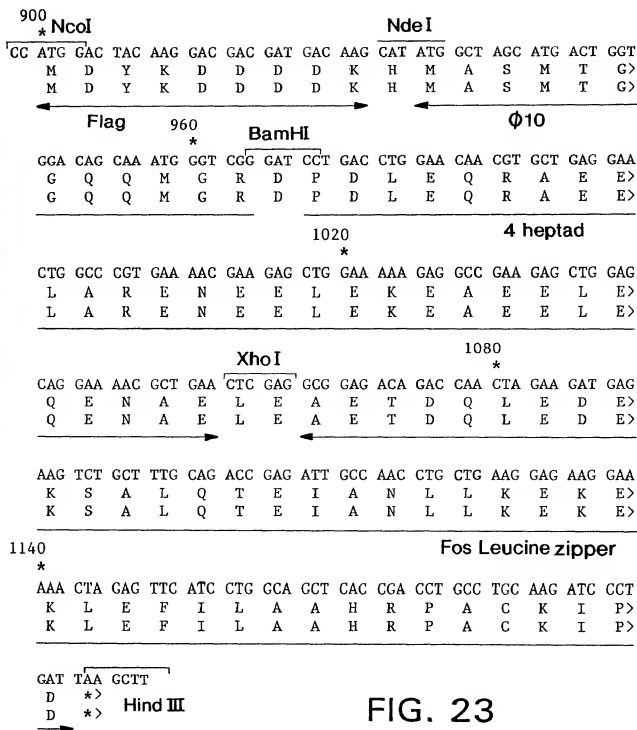 900
* NcoI NdeI
CC ATGG ACTAC AAG GAC GAC GAT GAC AAG CAT ATG GCT AGC ATG ACT GGT
M D Y K D D D D K H M A S M T G>
M D Y K D D D D K H M A S M T G>
Flag 960 Φ10
* BamHI
GGA CAG CAA ATG GGT CGG GAT CCT GAC CTG GAA CAA CGT GCT GAG GAA
G Q Q M G R D P D L E Q R A E E>
G Q Q M G R D P D L E Q R A E E>
1020 4 heptad
*
CTG GCC CGT GAA AAC GAA GAG CTG GAA AAA GAG GCC GAA GAG CTG GAG
L A R E N E E L E K E A E E L E>
L A R E N E E L E K E A E E L E>
XhoI 1080
*
CAG GAA AAC GCT GAA CTC GAG GCG GAG ACA GAC CAA CTA GAA GAT GAG
Q E N A E L E A E T D Q L E D E>
Q E N A E L E A E T D Q L E D E>
AAG TCT GCT TTG CAG ACC GAG ATT GCC AAC CTG CTG AAG GAG AAG GAA
K S A L Q T E I A N L L K E K E>
K S A L Q T E I A N L L K E K E>
1140 Fos Leucine zipper
*
AAA CTA GAG TTC ATC CTG GCA GCT CAC CGA CCT GCC TGC AAG ATC CCT
K L E F I L A A H R P A C K I P>
K L E F I L A A H R P A C K I P>
GAT TAA GCTT
D *>
D *> Hind III
FIG. 23